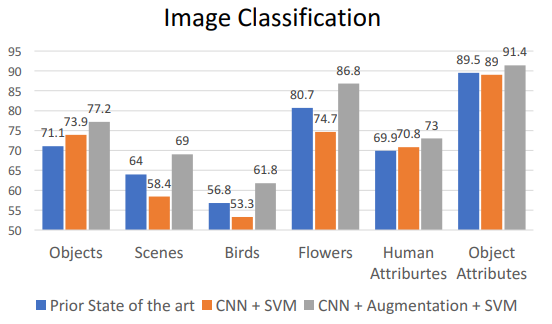 Image Classification
95
90
85
80
75
70
65
60
55
50
71.1 73.9 77.2
64 58.4 69
56.8 53.3 61.8
80.7 74.7 86.8
69.9 70.8 73
89.5 89 91.4
Objects Scenes Birds Flowers Human Object
Attriburtes Attributes
Prior State of the art CNN + SVM CNN + Augmentation + SVM